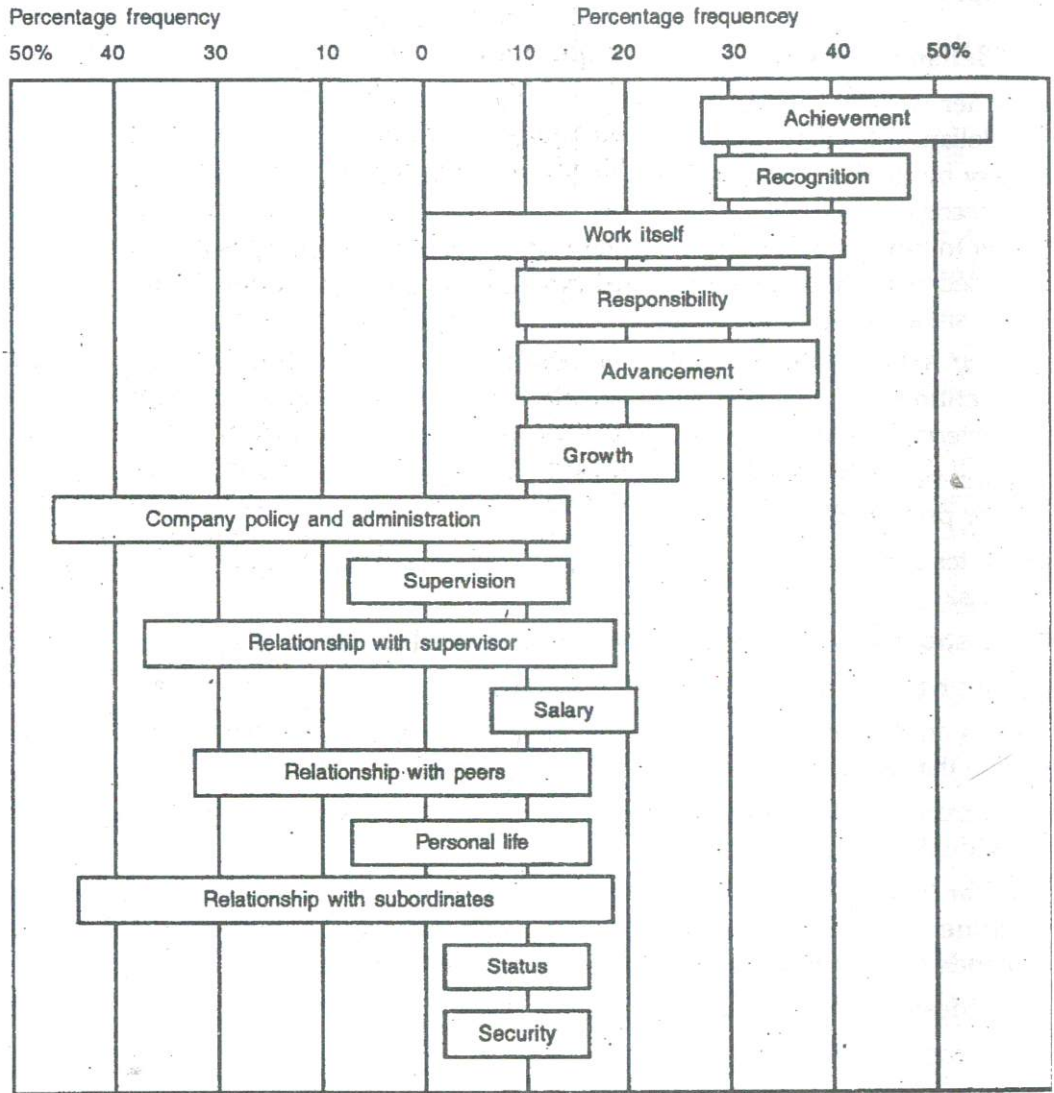 Percentage frequency Percentage frequencey
50% 40 30 10 0 10 20 30 40 50%
Achievement
Recognition
Work itself
Responsibility
Advancement
Growth
Company policy and administration
Supervision
Relationship with supervisor
Salary
Relationship with peers
Personal life
Relationship with subordinates
Status
Security